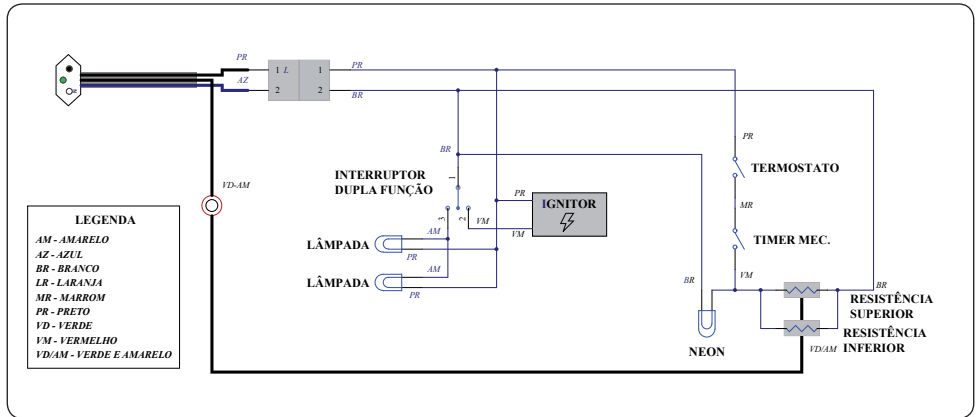 PR
1 L 1
PR
AZ
2 2
BR
BR
PR
INTERRUPTOR
DUPLA FUNÇÃO
1
TERMOSTATO
VD-AM
PR
IGNITOR
MR
3 2
VM
VM
AM
LEGENDA
AM - AMARELO
AZ - AZUL
BR - BRANCO
LR - LARANJA
MR - MARROM
PR - PRETO
VD - VERDE
VM - VERMELHO
VD/AM - VERDE E AMARELO
LÂMPADA
PR
TIMER MEC.
AM
LÂMPADA
PR
VM
BR
BR
RESISTÊNCIA
SUPERIOR
RESISTÊNCIA
INFERIOR
VD/AM
NEON